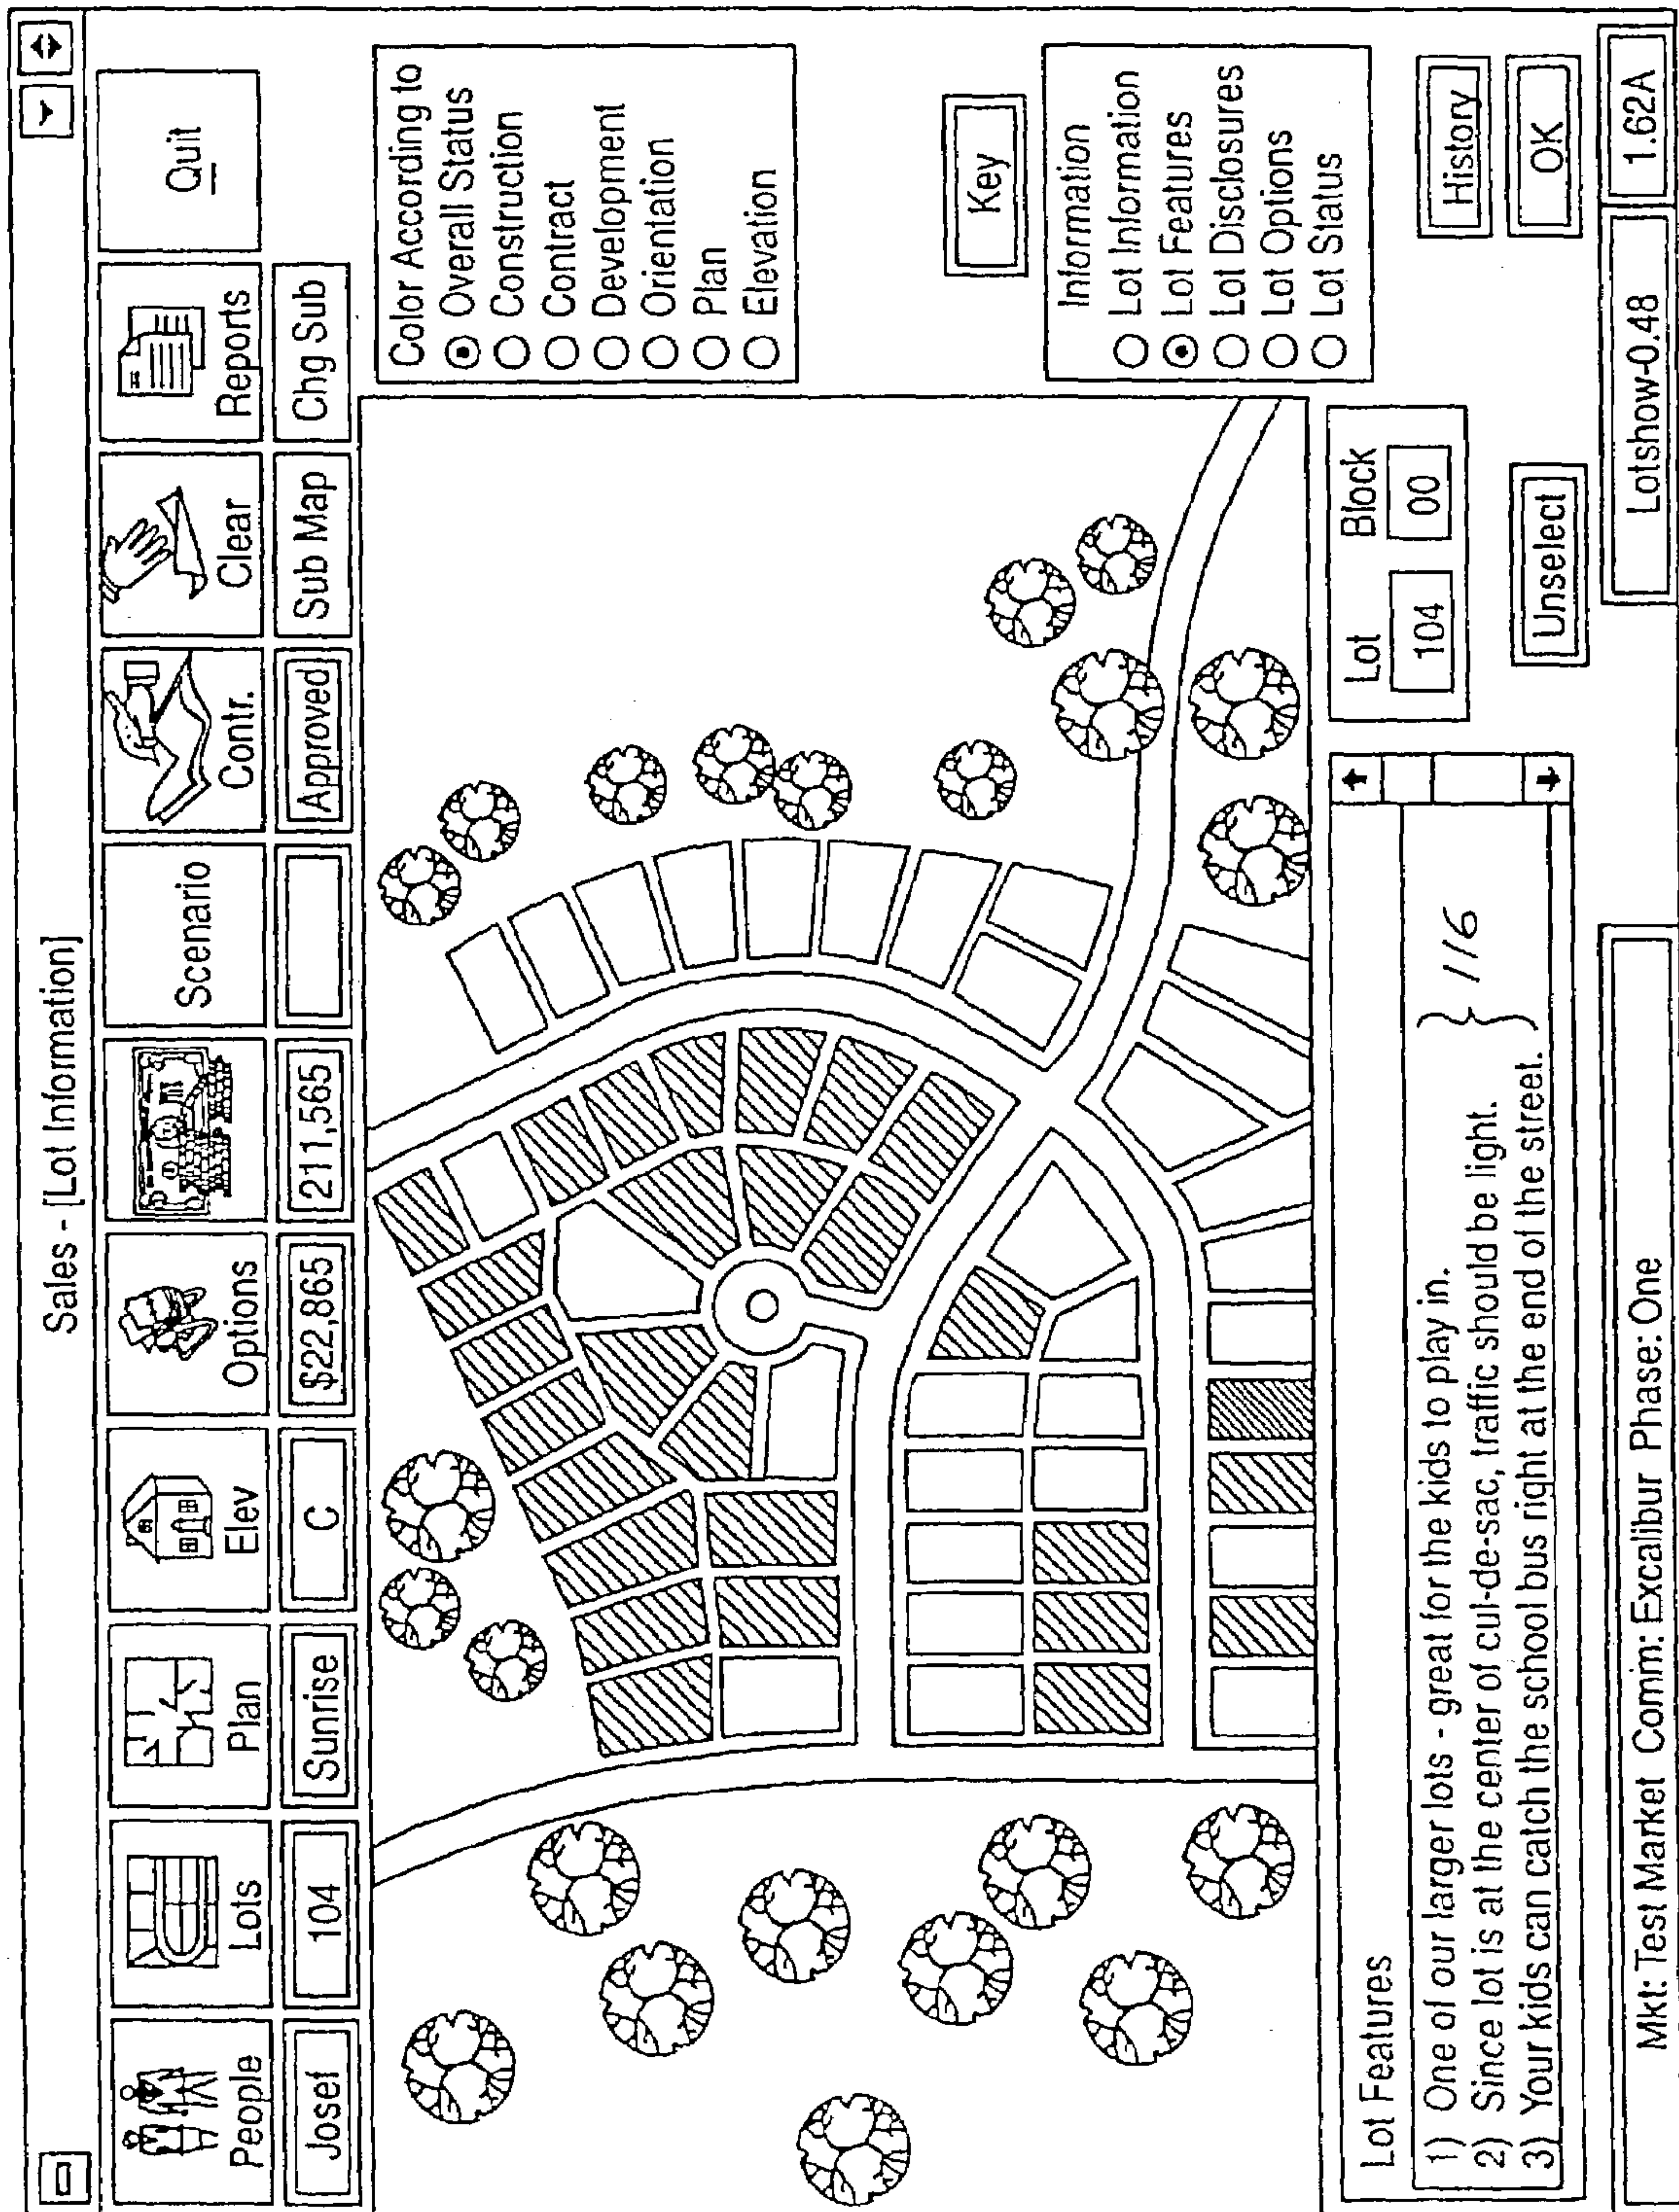 Sales - [Lot Information]
People Lots Plan Elev Options Scenario Contr. Clear Reports Quit
Josef 104 Sunrise C $22,865 211,565 Approved Sub Map Chg Sub
Color According to
Overall Status
Construction
Contract
Development
Orientation
Plan
Elevation
Key
Information
Lot Information
Lot Features
Lot Disclosures
Lot Options
Lot Status
History
OK
Lot Features
1) One of our larger lots - great for the kids to play in.
2) Since lot is at the center of cul-de-sac, traffic should be light.
3) Your kids can catch the school bus right at the end of the street.
116
Lot Block
104 00
Unselect
Mkt: Test Market Comm: Excalibur Phase: One
Lotshow-0.48
1.62A